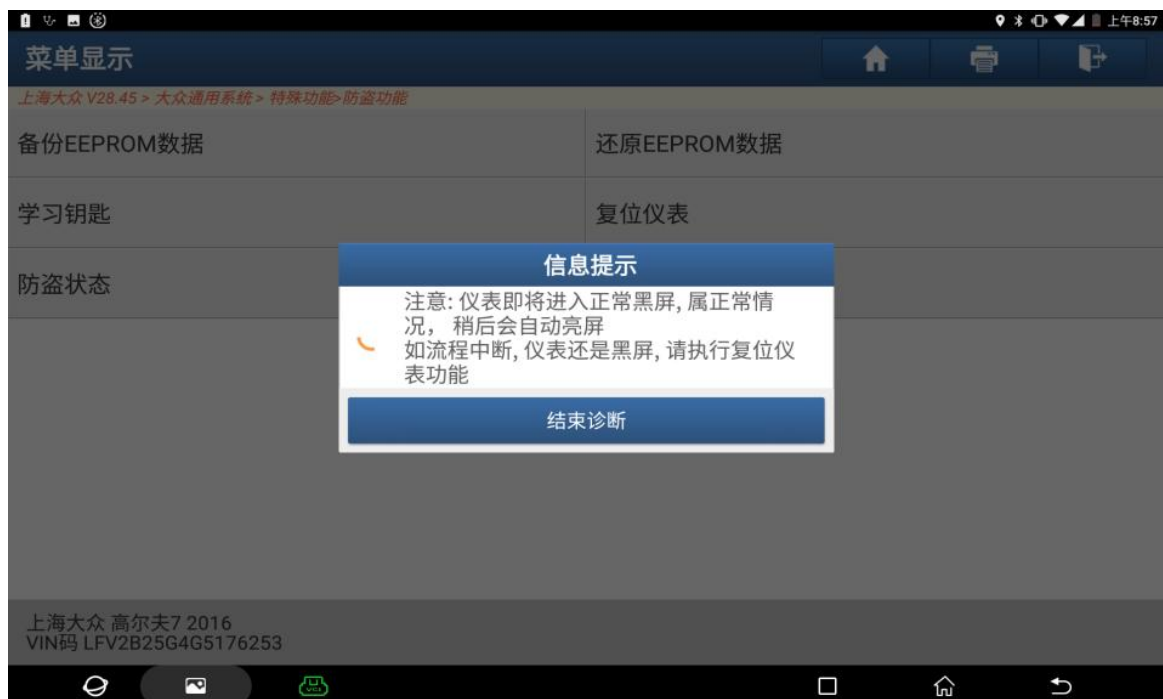 上午8:57
菜单显示
上海大众 V28.45 > 大众通用系统 > 特殊功能>防盗功能
备份EEPROM数据
还原EEPROM数据
学习钥匙
复位仪表
防盗状态
信息提示
注意: 仪表即将进入正常黑屏, 属正常情
况， 稍后会自动亮屏
如流程中断, 仪表还是黑屏, 请执行复位仪
表功能
结束诊断
上海大众 高尔夫7 2016
VIN码 LFV2B25G4G5176253
VCI